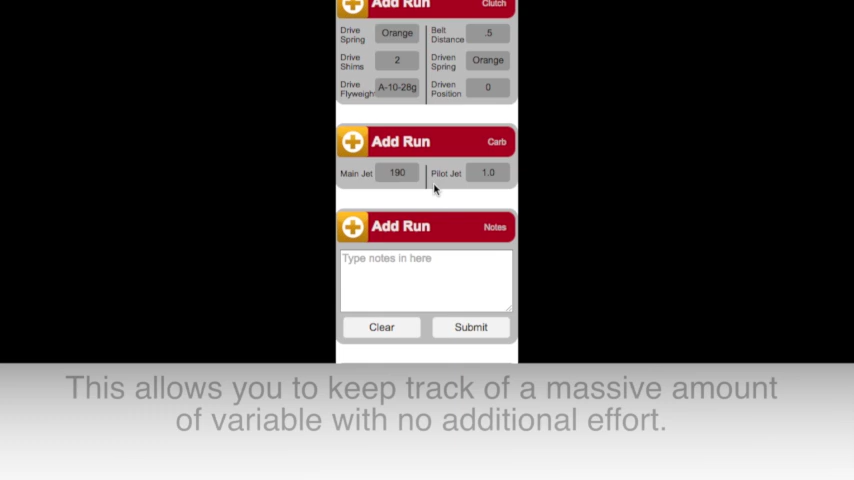 Add Run Clutch
Drive Spring Orange Belt Distance .5
Drive Shims 2 Driven Spring Orange
Drive Flyweight A-10-28g Driven Position 0
Add Run Carb
Main Jet 190 Pilot Jet 1.0
Add Run Notes
Type notes in here
Clear Submit
This allows you to keep track of a massive amount
of variable with no additional effort.